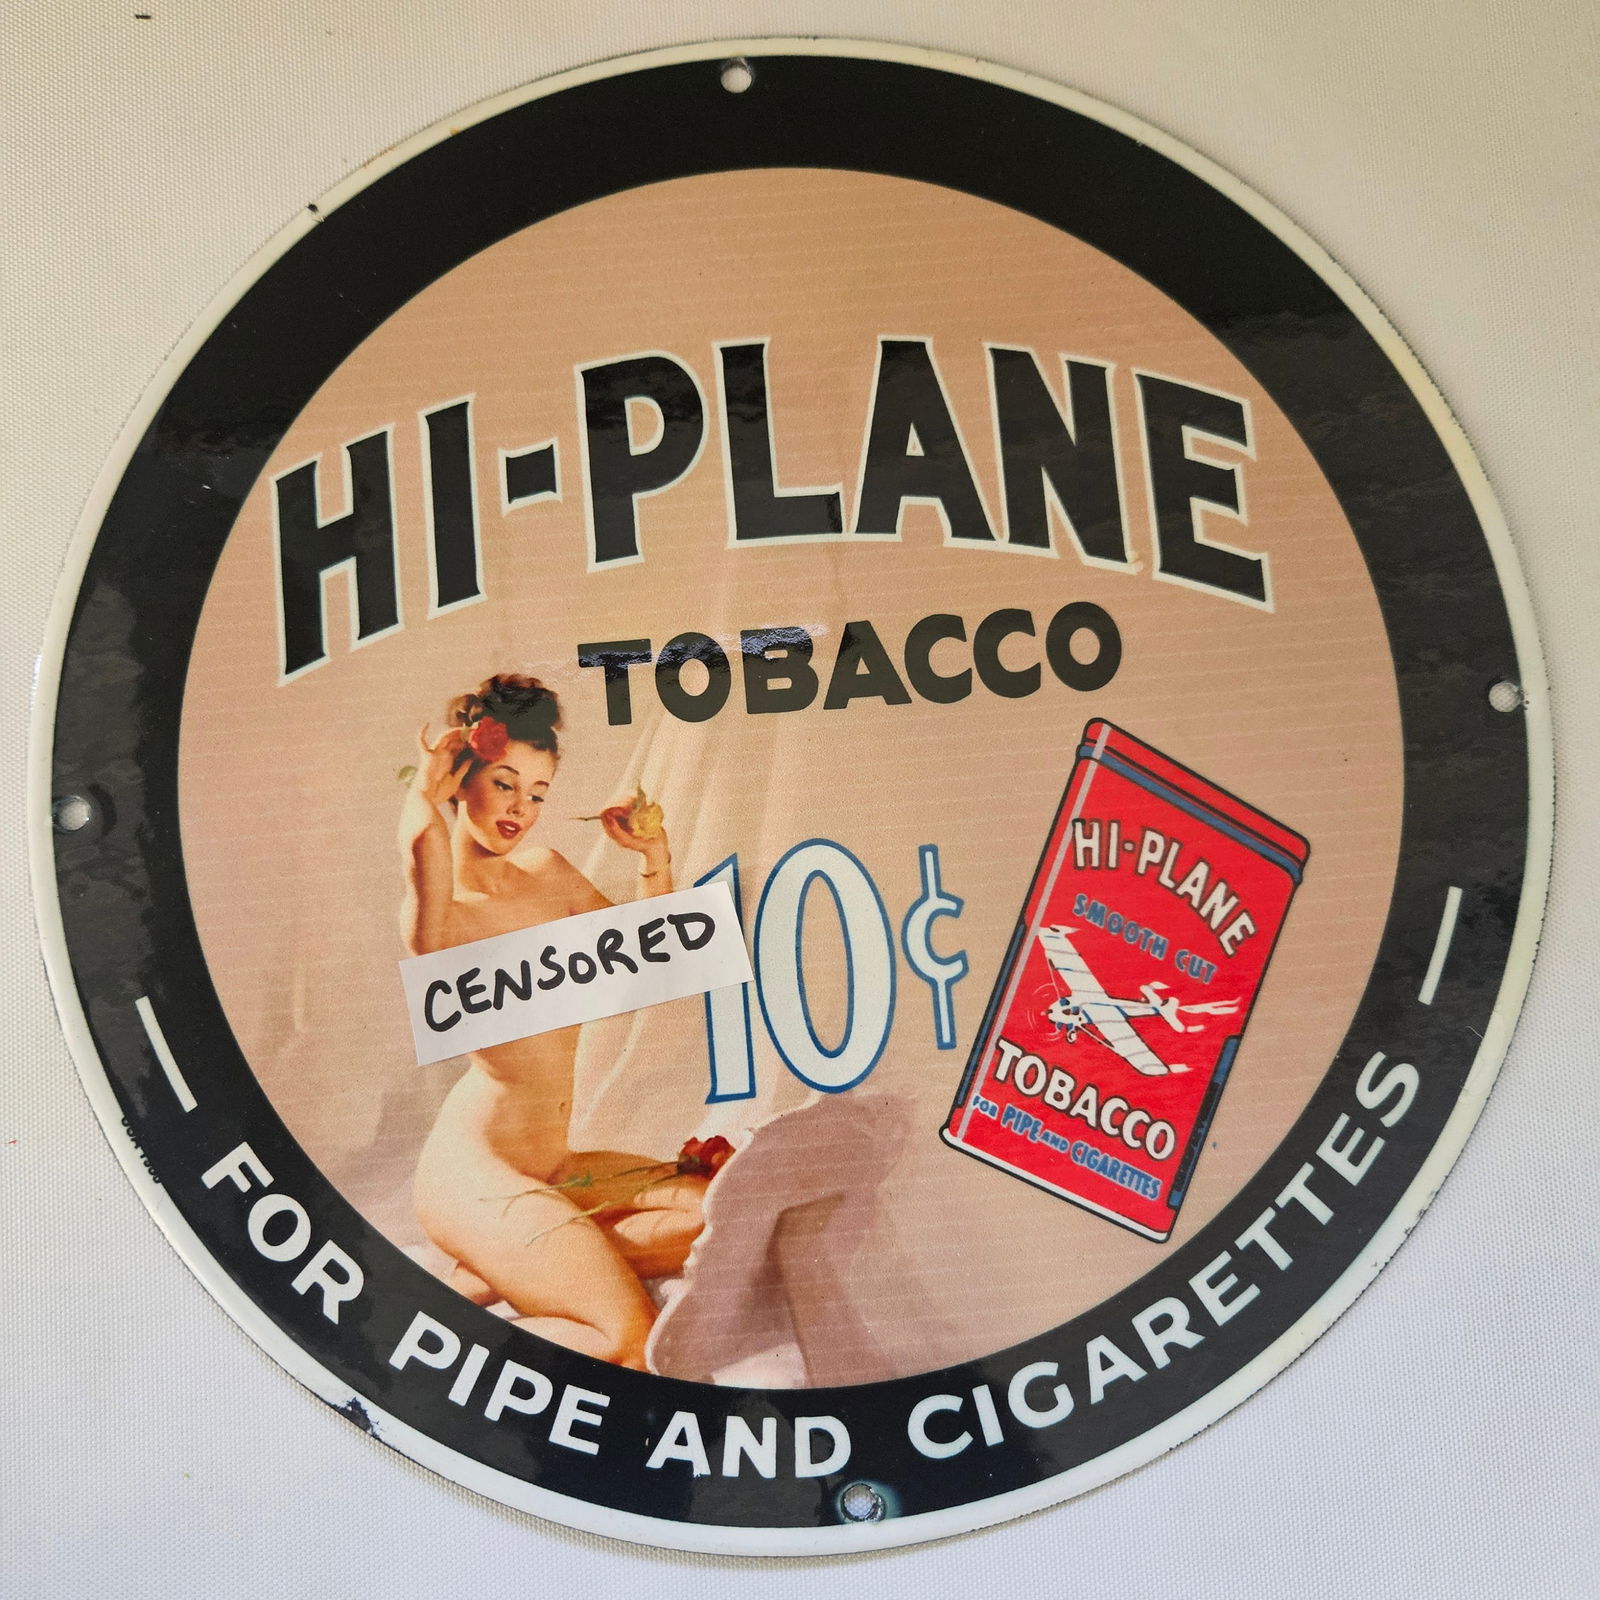 HI-PLANE
TOBACCO
10¢
CENSORED
HI-PLANE
SMOOTH CUT
TOBACCO
FOR PIPE AND CIGARETTES
— FOR PIPE AND CIGARETTES —